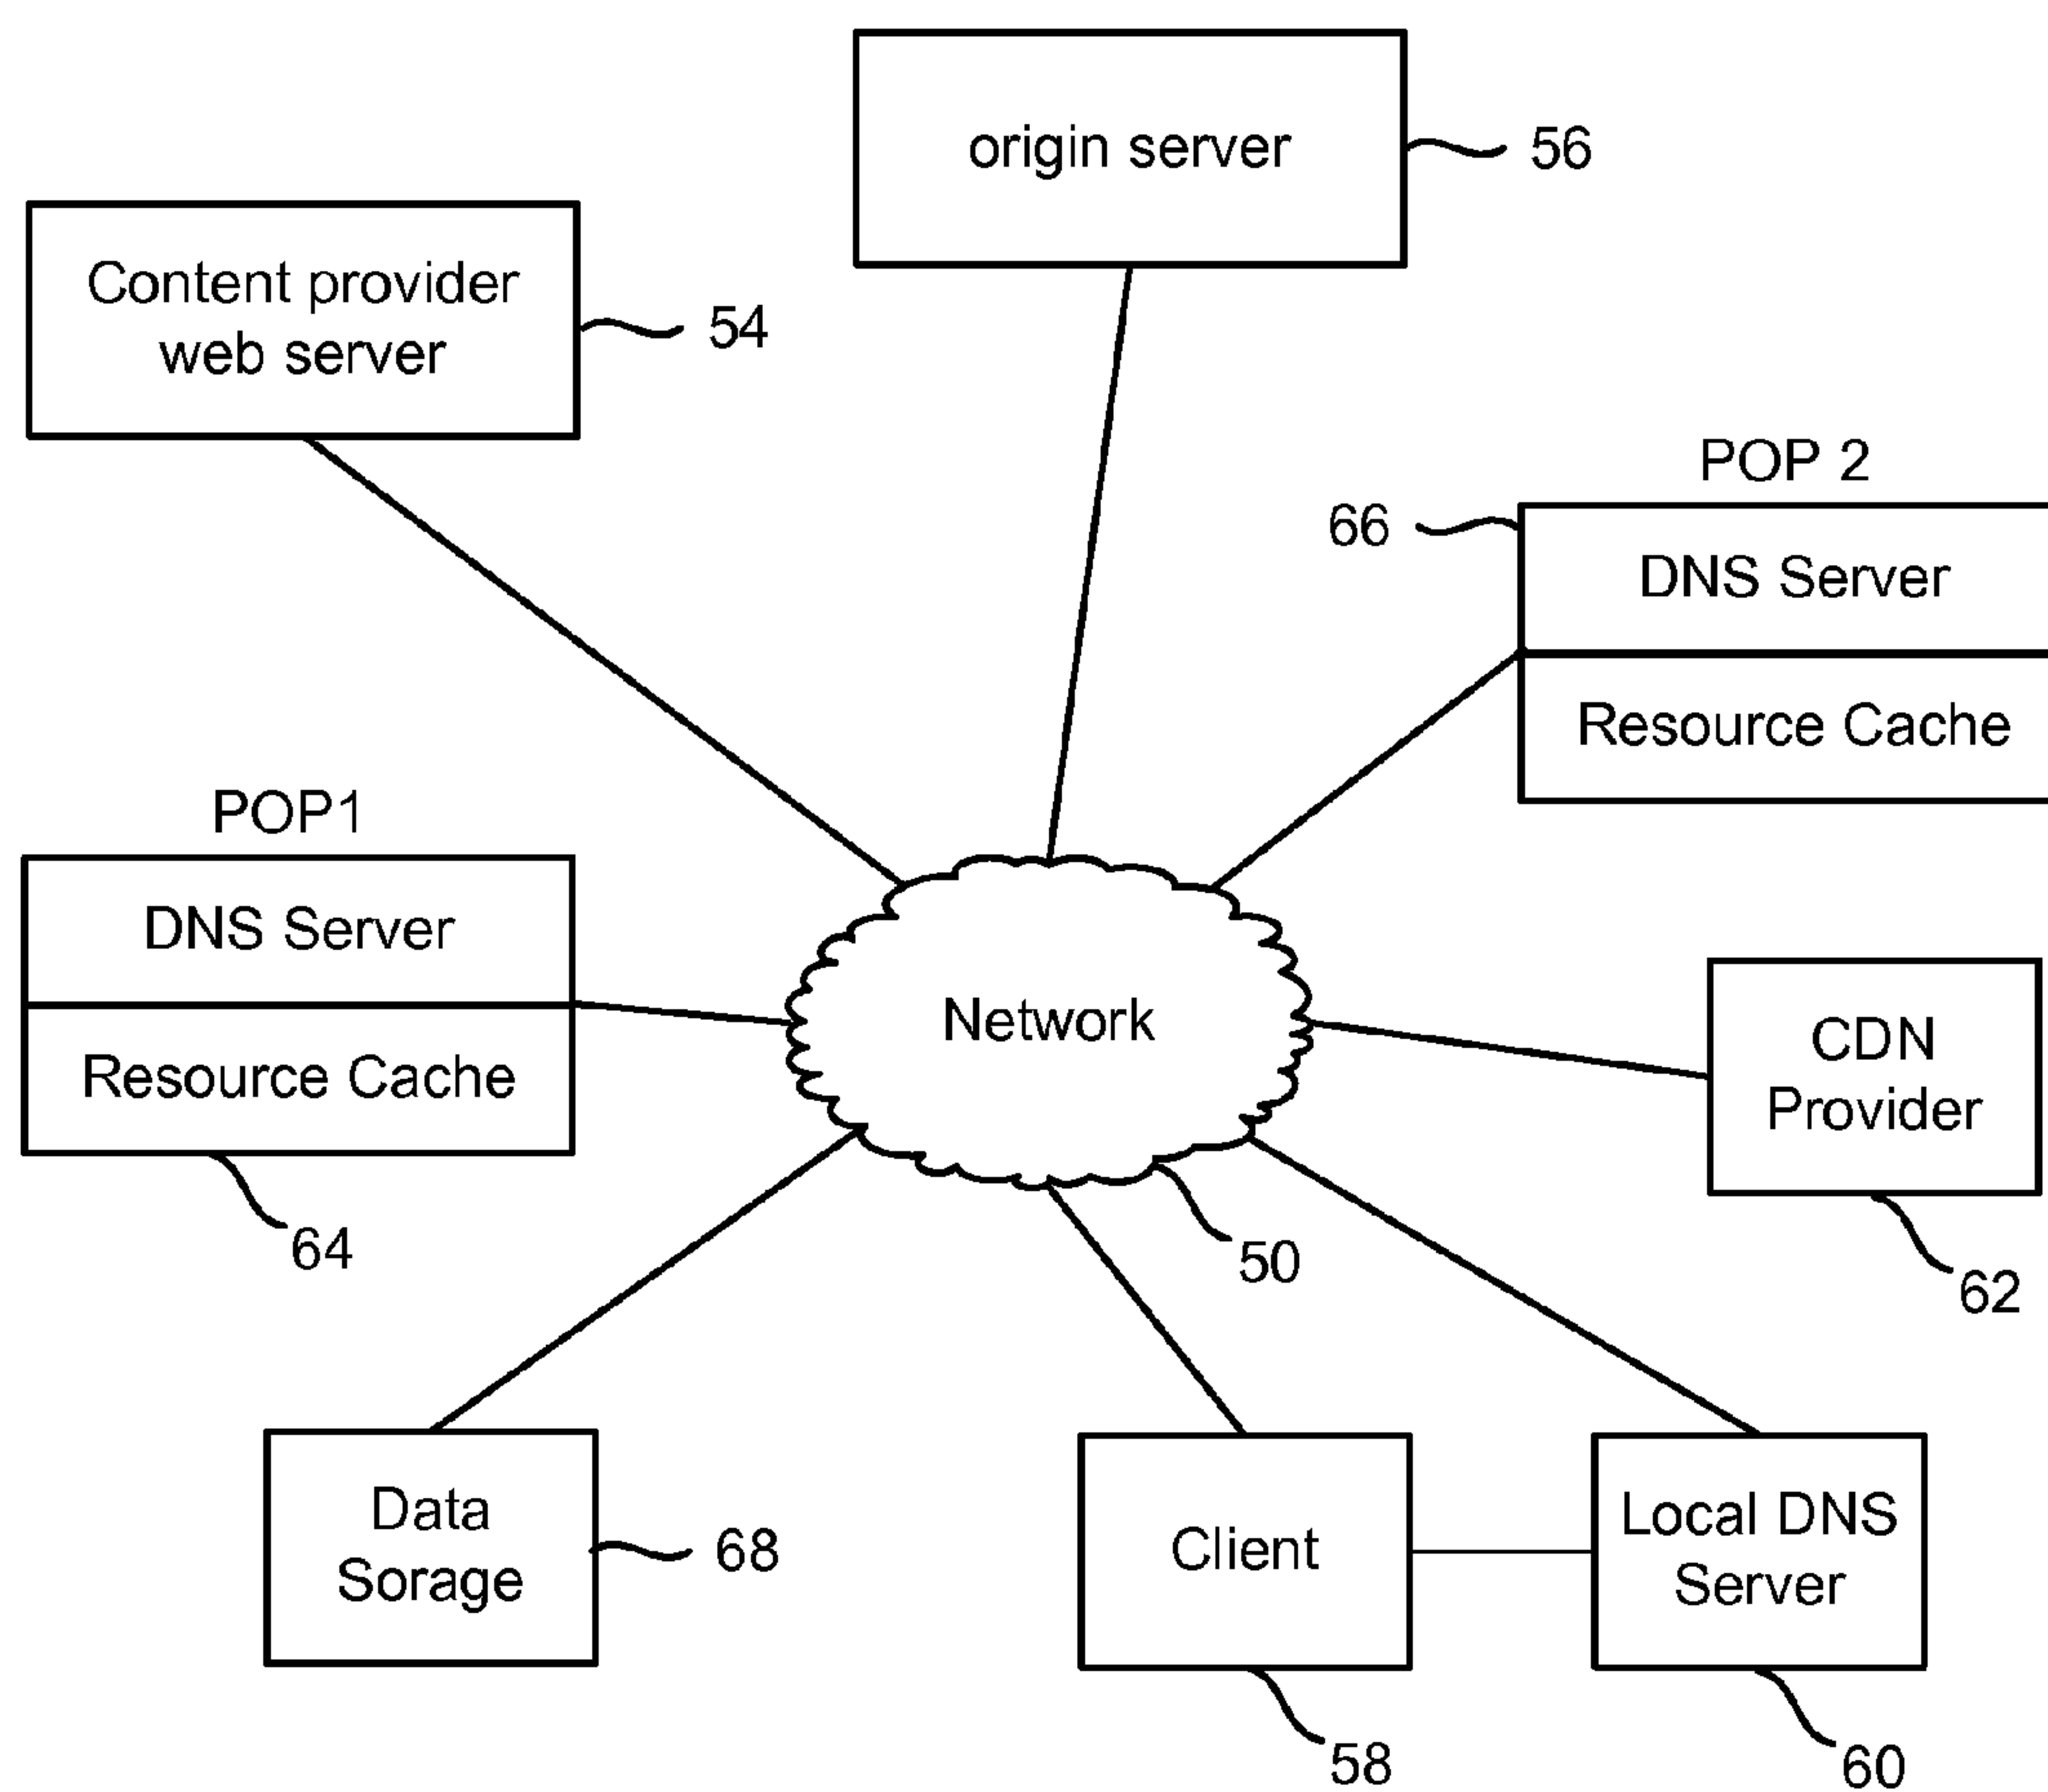 origin server
56
Content provider
web server
54
POP 2
66
DNS Server
Resource Cache
POP1
DNS Server
Resource Cache
64
Network
50
CDN
Provider
62
Data
Sorage
68
Client
58
Local DNS
Server
60